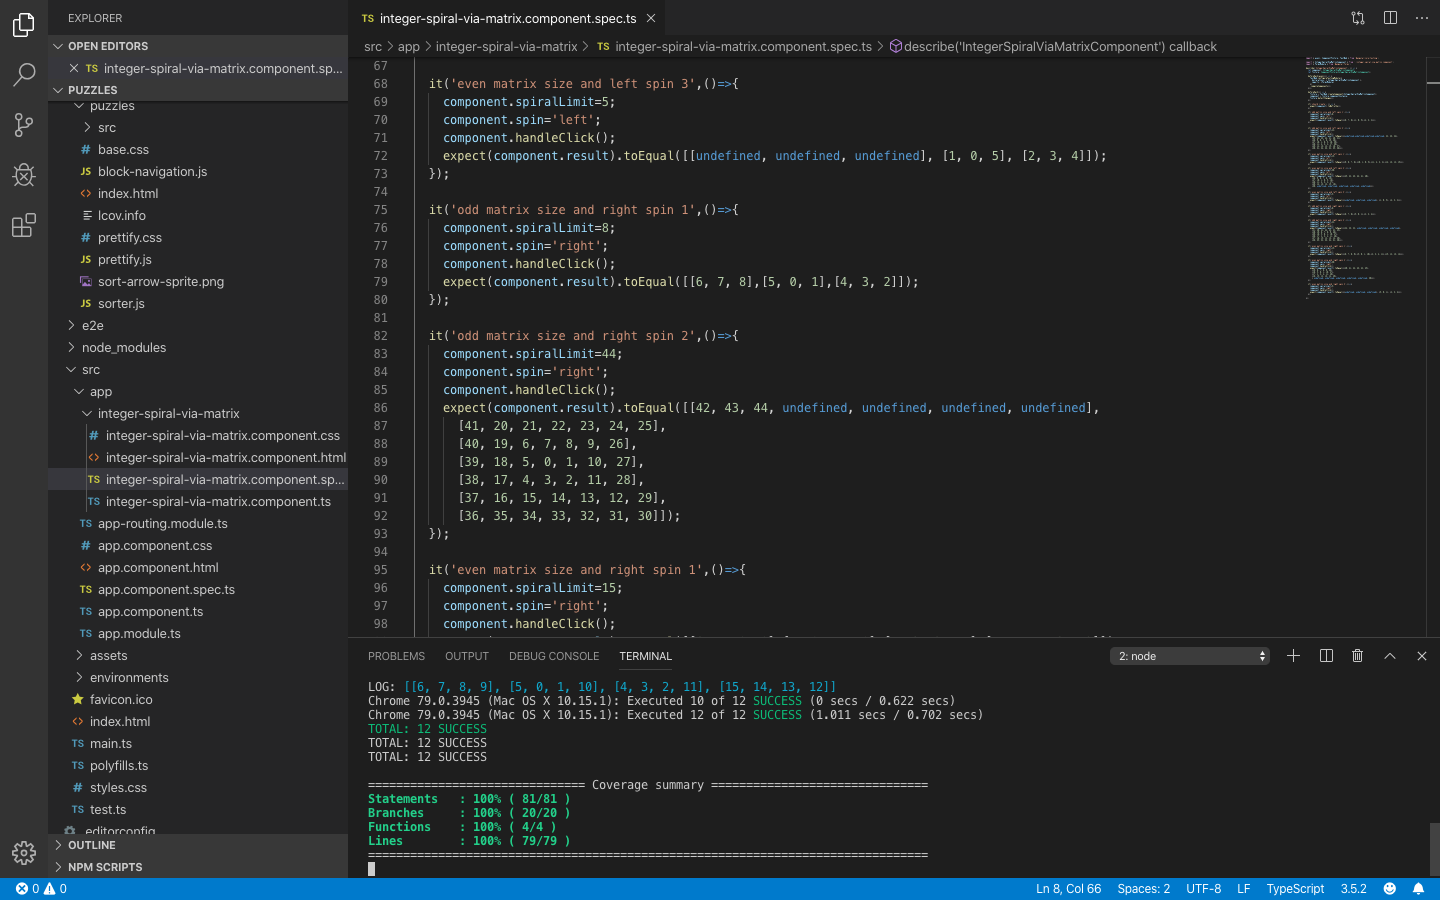 EXPLORER
OPEN EDITORS
TS integer-spiral-via-matrix.component.sp...
PUZZLES
puzzles
src
# base.css
JS block-navigation.js
<> index.html
lcov.info
# prettify.css
JS prettify.js
sort-arrow-sprite.png
JS sorter.js
e2e
node_modules
src
app
integer-spiral-via-matrix
# integer-spiral-via-matrix.component.css
<> integer-spiral-via-matrix.component.html
TS integer-spiral-via-matrix.component.sp...
TS integer-spiral-via-matrix.component.ts
TS app-routing.module.ts
# app.component.css
<> app.component.html
TS app.component.spec.ts
TS app.component.ts
TS app.module.ts
assets
environments
favicon.ico
<> index.html
TS main.ts
TS polyfills.ts
# styles.css
TS test.ts
.editorconfig
OUTLINE
NPM SCRIPTS
TS integer-spiral-via-matrix.component.spec.ts
src > app > integer-spiral-via-matrix > TS integer-spiral-via-matrix.component.spec.ts > describe('IntegerSpiralViaMatrixComponent') callback
67
68 it('even matrix size and left spin 3',()=>{
69 component.spiralLimit=5;
70 component.spin='left';
71 component.handleClick();
72 expect(component.result).toEqual([[undefined, undefined, undefined], [1, 0, 5], [2, 3, 4]]);
73 });
74
75 it('odd matrix size and right spin 1',()=>{
76 component.spiralLimit=8;
77 component.spin='right';
78 component.handleClick();
79 expect(component.result).toEqual([[6, 7, 8],[5, 0, 1],[4, 3, 2]]);
80 });
81
82 it('odd matrix size and right spin 2',()=>{
83 component.spiralLimit=44;
84 component.spin='right';
85 component.handleClick();
86 expect(component.result).toEqual([[42, 43, 44, undefined, undefined, undefined, undefined],
87 [41, 20, 21, 22, 23, 24, 25],
88 [40, 19, 6, 7, 8, 9, 26],
89 [39, 18, 5, 0, 1, 10, 27],
90 [38, 17, 4, 3, 2, 11, 28],
91 [37, 16, 15, 14, 13, 12, 29],
92 [36, 35, 34, 33, 32, 31, 30]]);
93 });
94
95 it('even matrix size and right spin 1',()=>{
96 component.spiralLimit=15;
97 component.spin='right';
98 component.handleClick();
PROBLEMS OUTPUT DEBUG CONSOLE TERMINAL 2: node
LOG: [[6, 7, 8, 9], [5, 0, 1, 10], [4, 3, 2, 11], [15, 14, 13, 12]]
Chrome 79.0.3945 (Mac OS X 10.15.1): Executed 10 of 12 SUCCESS (0 secs / 0.622 secs)
Chrome 79.0.3945 (Mac OS X 10.15.1): Executed 12 of 12 SUCCESS (1.011 secs / 0.702 secs)
TOTAL: 12 SUCCESS
TOTAL: 12 SUCCESS
TOTAL: 12 SUCCESS
=============================== Coverage summary ===============================
Statements : 100% ( 81/81 )
Branches : 100% ( 20/20 )
Functions : 100% ( 4/4 )
Lines : 100% ( 79/79 )
================================================================================
0 0 Ln 8, Col 66 Spaces: 2 UTF-8 LF TypeScript 3.5.2